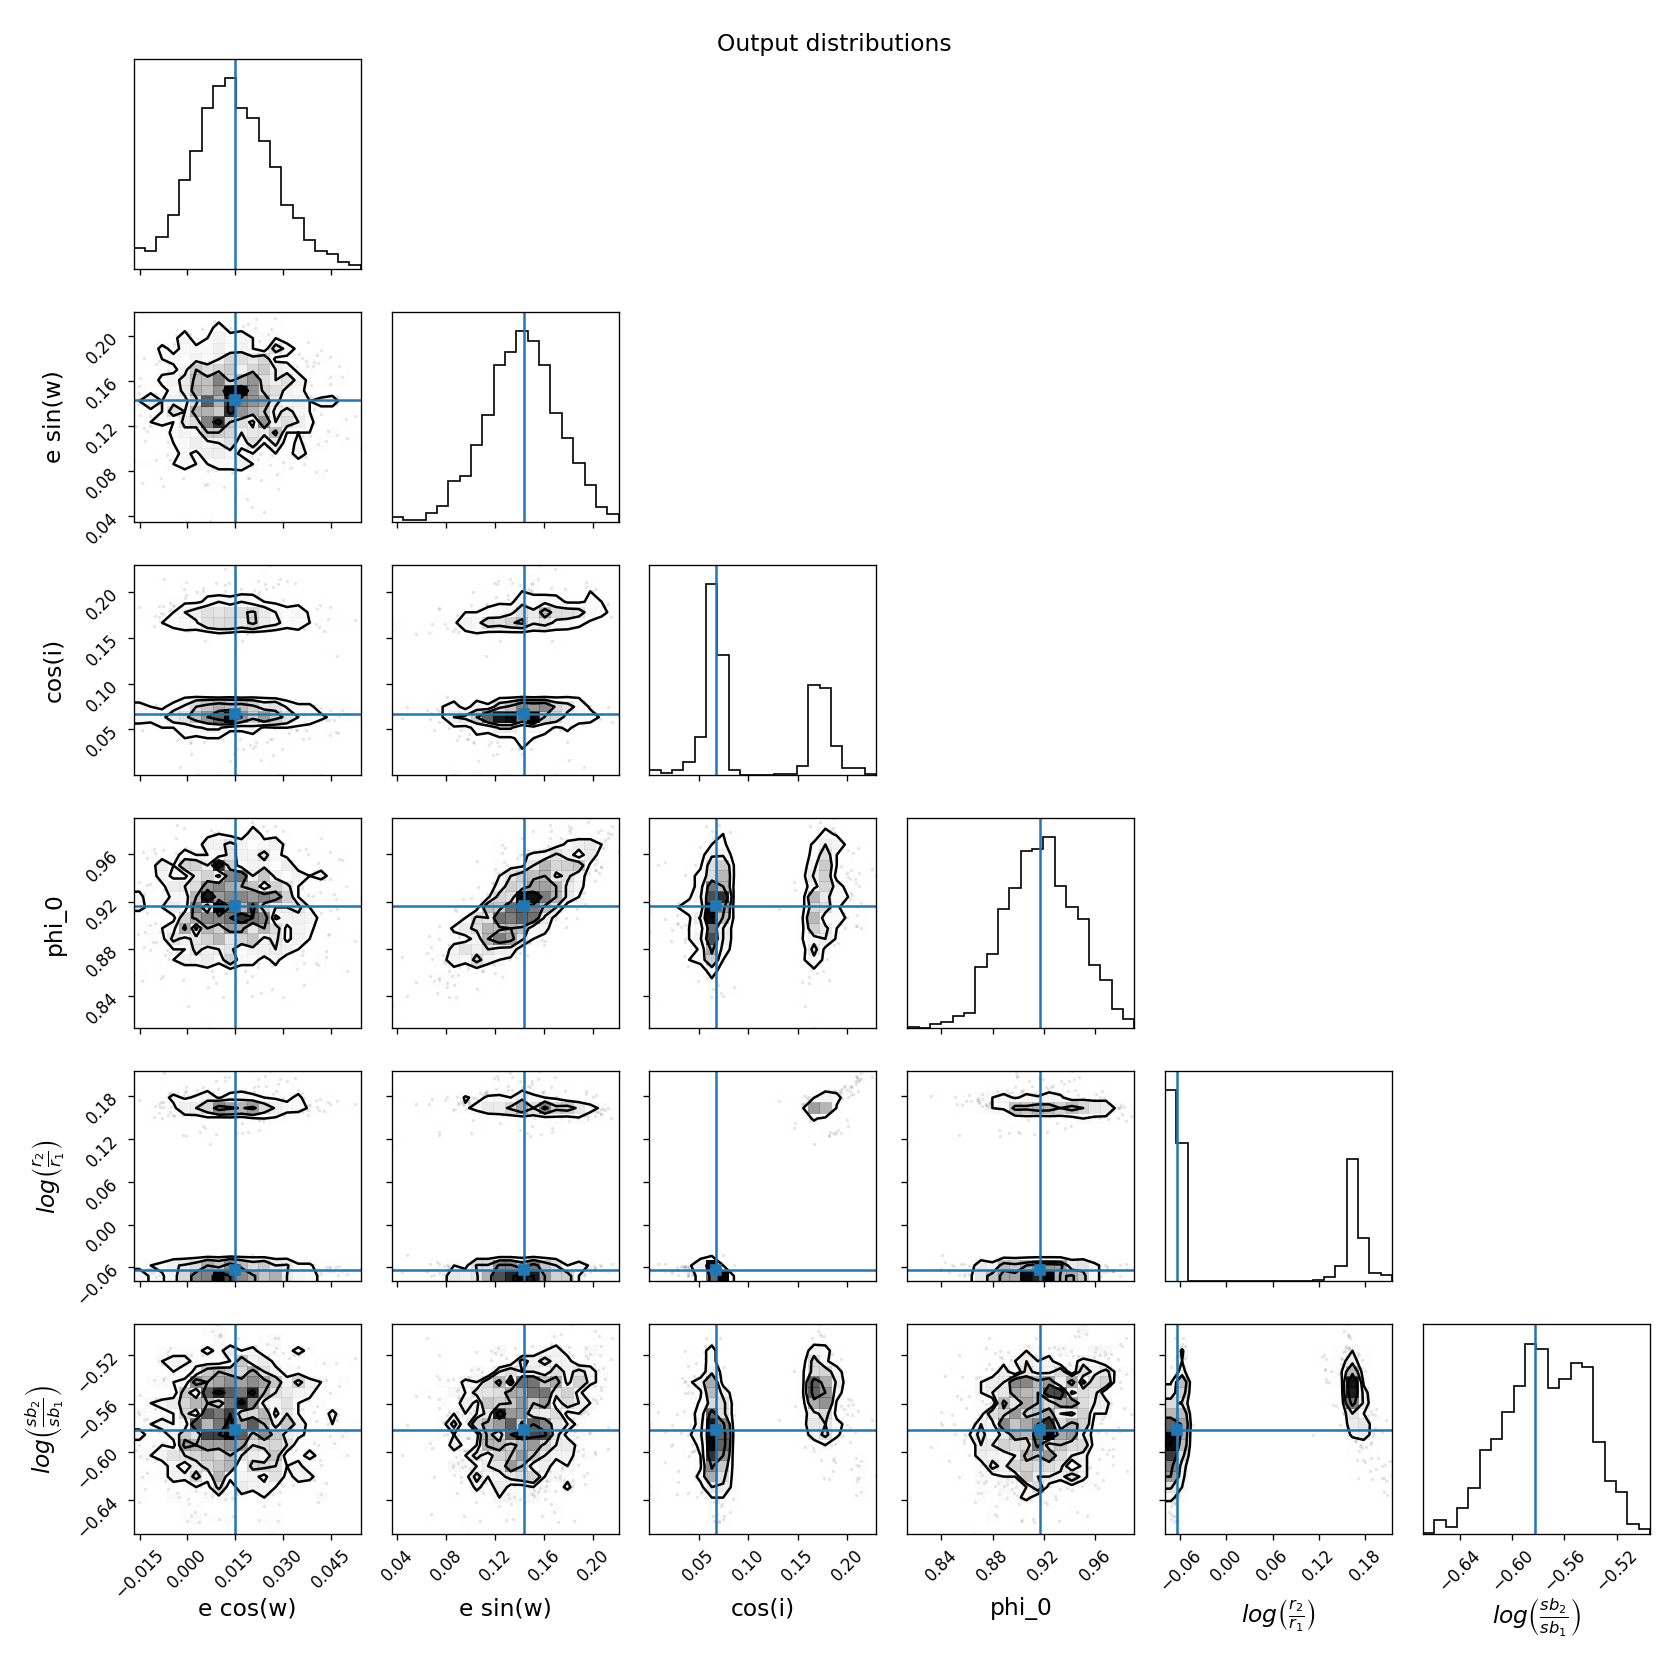 Output distributions
0.20
0.16
0.12
0.08
0.04
e sin(w)
0.20
0.15
0.10
0.05
cos(i)
0.96
0.92
0.88
0.84
phi_0
0.18
0.12
0.06
0.00
−0.06
log(r₂/r₁)
−0.52
−0.56
−0.60
−0.64
log(sb₂/sb₁)
−0.015 0.000 0.015 0.030 0.045 0.04 0.08 0.12 0.16 0.20 0.05 0.10 0.15 0.20 0.84 0.88 0.92 0.96 −0.06 0.00 0.06 0.12 0.18 −0.64 −0.60 −0.56 −0.52
e cos(w) e sin(w) cos(i) phi_0 log(r₂/r₁) log(sb₂/sb₁)